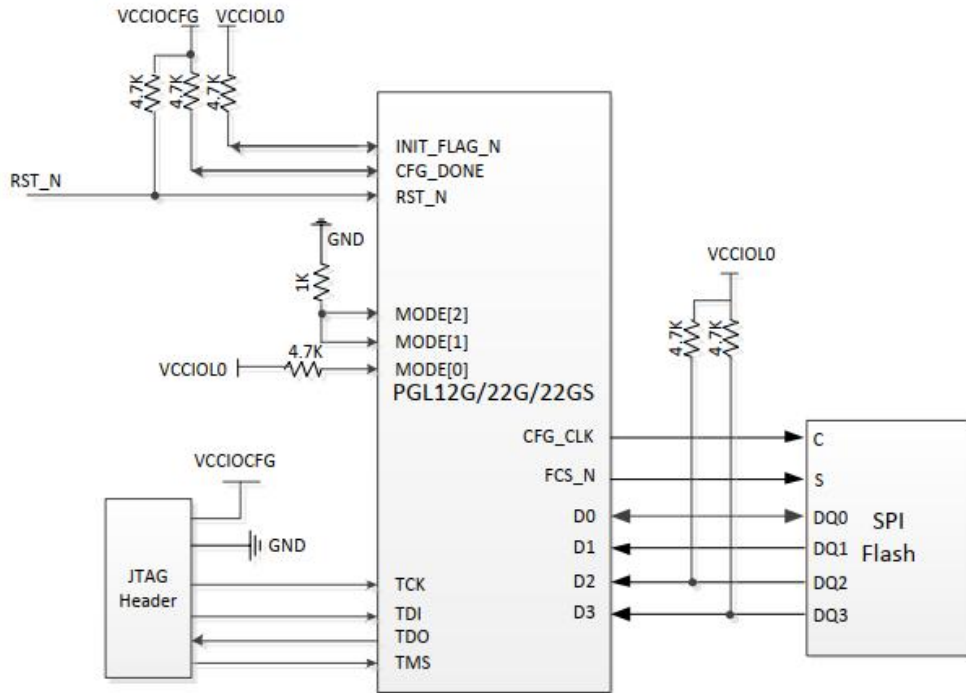 VCCIOCFG VCCIOL0
4.7K 4.7K 4.7K
INIT_FLAG_N
CFG_DONE
RST_N
RST_N
GND
1K
MODE[2]
MODE[1]
VCCIOL0
4.7K
MODE[0]
PGL12G/22G/22GS
VCCIOL0
4.7K 4.7K
CFG_CLK
C
FCS_N
S
D0
DQ0
D1
DQ1
D2
DQ2
D3
DQ3
SPI
Flash
VCCIOCFG
GND
JTAG
Header
TCK
TDI
TDO
TMS